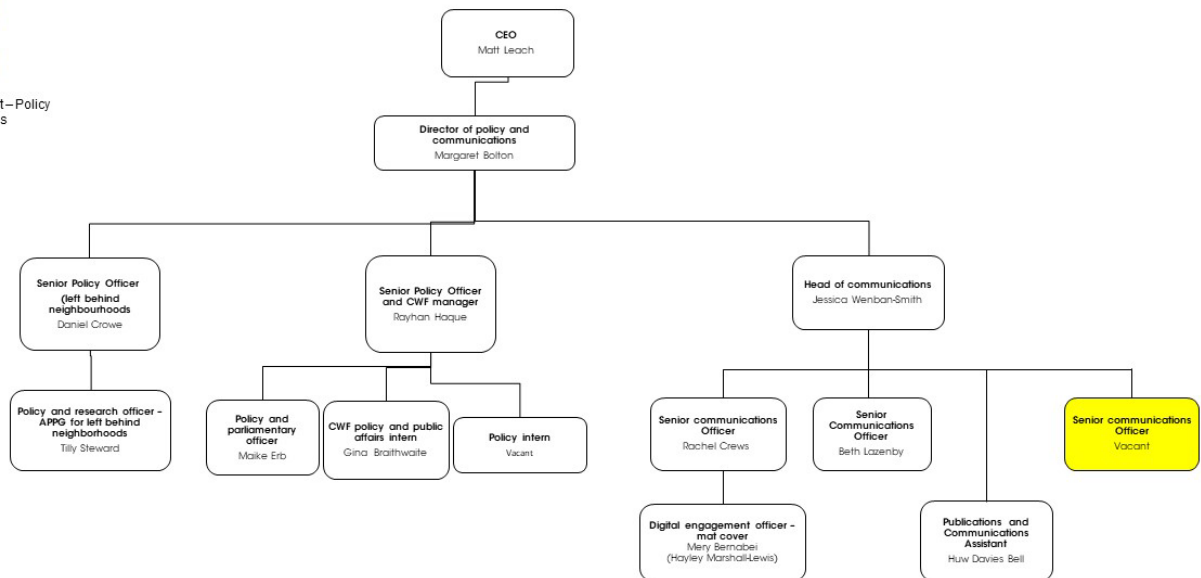 CEO
Matt Leach
t – Policy
s
Director of policy and
communications
Margaret Bolton
Senior Policy Officer
(left behind
neighbourhoods
Daniel Crowe
Senior Policy Officer
and CWF manager
Rayhan Haque
Head of communications
Jessica Wenban-Smith
Policy and research officer –
APPG for left behind
neighborhoods
Tilly Steward
Policy and
parliamentary
officer
Maike Erb
CWF policy and public
affairs intern
Gina Braithwaite
Policy intern
Vacant
Senior communications
Officer
Rachel Crews
Senior
Communications
Officer
Beth Lazenby
Senior communications
Officer
Vacant
Digital engagement officer –
mat cover
Mery Bernabei
(Hayley Marshall-Lewis)
Publications and
Communications
Assistant
Huw Davies Bell